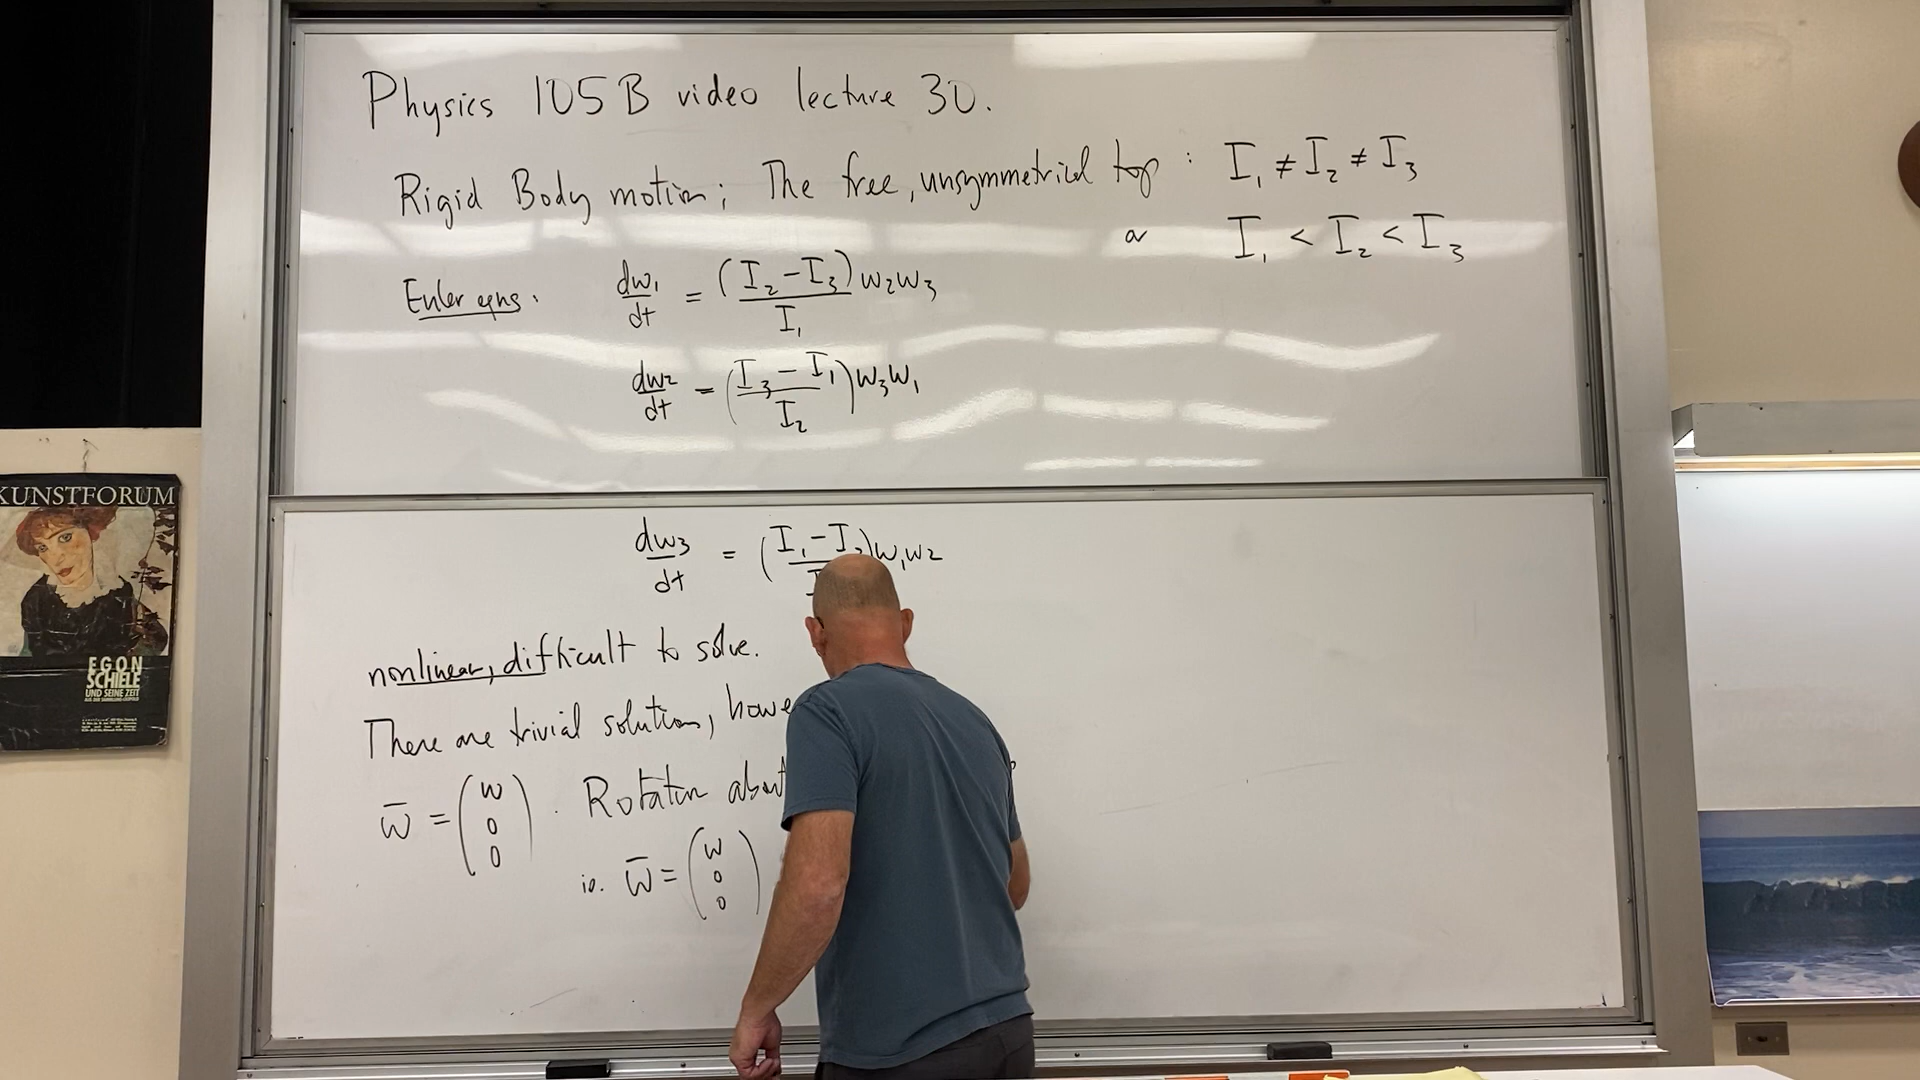 Physics 105B video lecture 30.
Rigid Body motion; The free, unsymmetrical top : I₁ ≠ I₂ ≠ I₃
or I₁ < I₂ < I₃
Euler eqns. dw₁/dt = (I₂-I₃)/I₁ w₂w₃
dw₂/dt = (I₃-I₁)/I₂ w₃w₁
dw₃/dt = (I₁-I₂) w₁w₂
nonlinear, difficult to solve.
There are trivial solutions,
w̄ = (w 0 0). Rotation about
ie. w̄ = (w 0 0)
KUNSTFORUM
EGON
SCHIELE
UND SEINE ZEIT